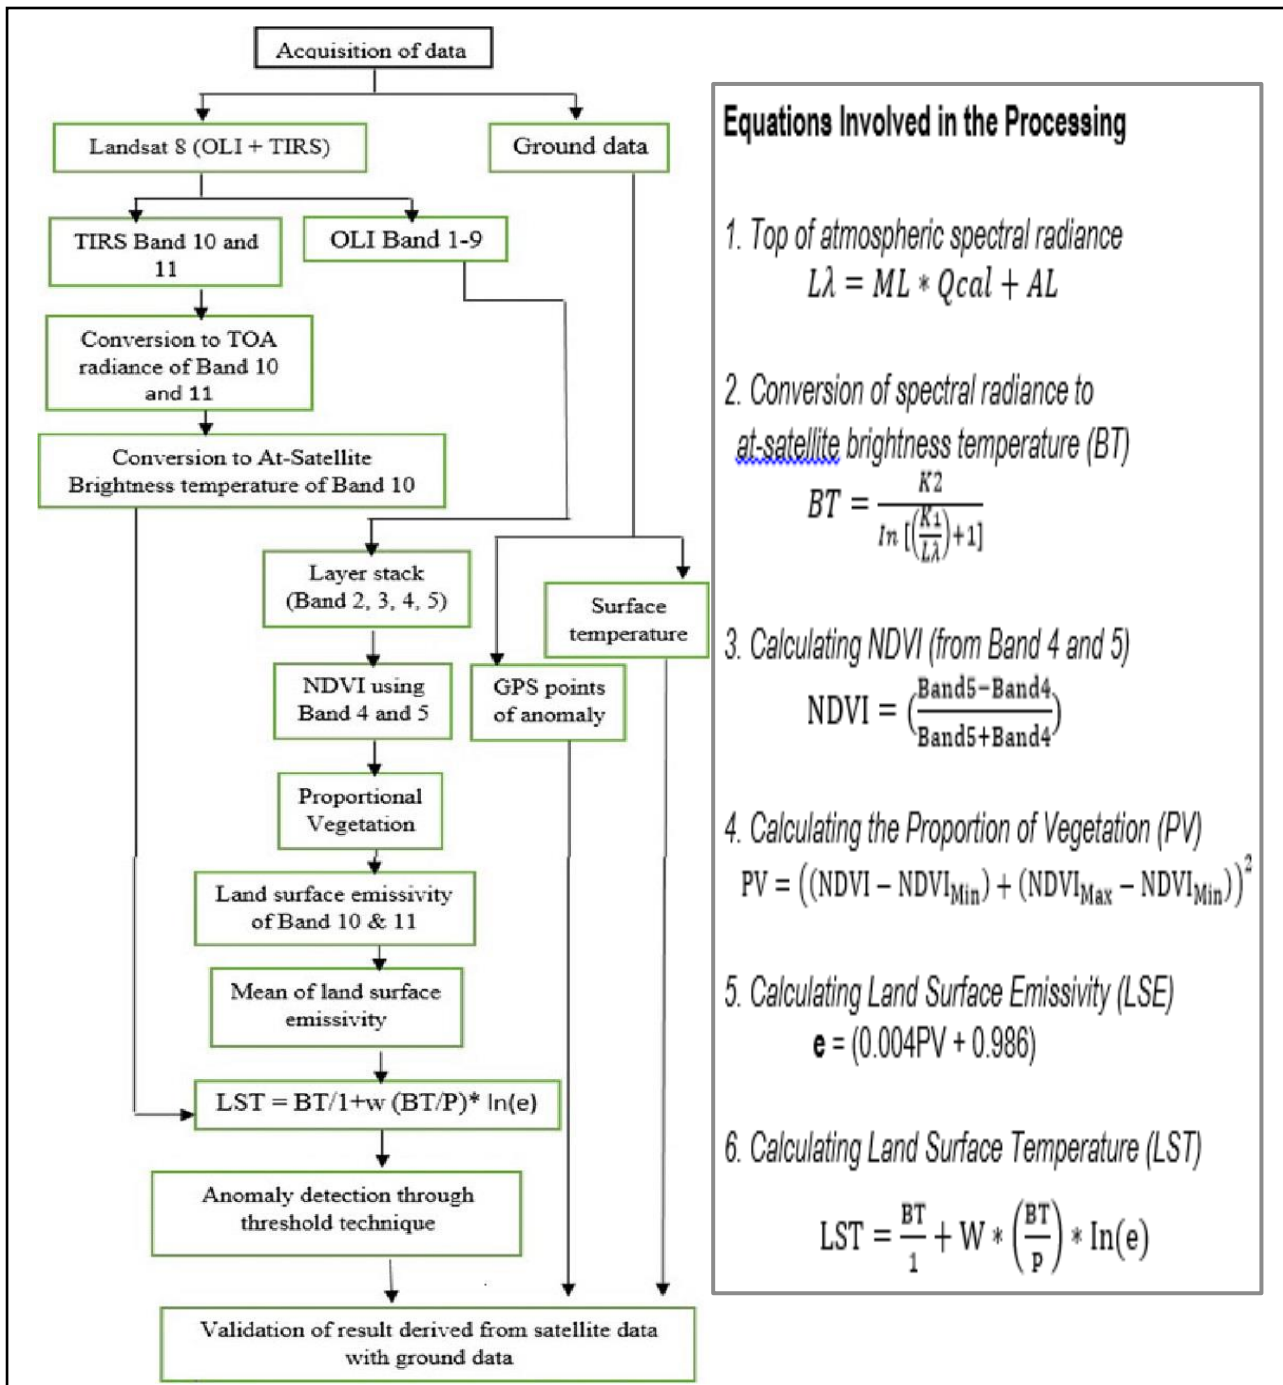 Acquisition of data
Landsat 8 (OLI + TIRS)
Ground data
TIRS Band 10 and
11
OLI Band 1-9
Conversion to TOA
radiance of Band 10
and 11
Conversion to At-Satellite
Brightness temperature of Band 10
Layer stack
(Band 2, 3, 4, 5)
Surface
temperature
NDVI using
Band 4 and 5
GPS points
of anomaly
Proportional
Vegetation
Land surface emissivity
of Band 10 & 11
Mean of land surface
emissivity
LST = BT/1+w (BT/P)* ln(e)
Anomaly detection through
threshold technique
Validation of result derived from satellite data
with ground data
Equations Involved in the Processing
1. Top of atmospheric spectral radiance
Lλ = ML * Qcal + AL
2. Conversion of spectral radiance to
at-satellite brightness temperature (BT)
BT = K2 / In [(K1/Lλ)+1]
3. Calculating NDVI (from Band 4 and 5)
NDVI = (Band5−Band4 / Band5+Band4)
4. Calculating the Proportion of Vegetation (PV)
PV = ((NDVI − NDVIMin) + (NDVIMax − NDVIMin))²
5. Calculating Land Surface Emissivity (LSE)
e = (0.004PV + 0.986)
6. Calculating Land Surface Temperature (LST)
LST = BT/1 + W * (BT/P) * In(e)